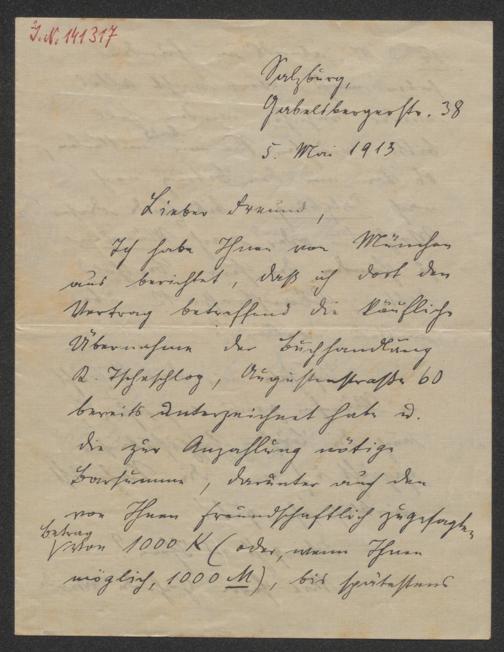 J.N. 141317
Salzburg,
Gabelsbergerstr. 38
5. Mai 1913
Lieber Freund,
Ich habe Ihnen von München
aus berichtet, daß ich dort den
Vertrag betreffend die käufliche
Übernahme der Buchhandlung
Augustenstraße 60
bereits unterzeichnet habe u.
die zur Anzahlung nötige
Barsumme, darunter auch den
von Ihnen freundschaftlich zugesagten
Betrag
von 1000 K (oder, wenn Ihnen
möglich, 1000 M), bis spätestens